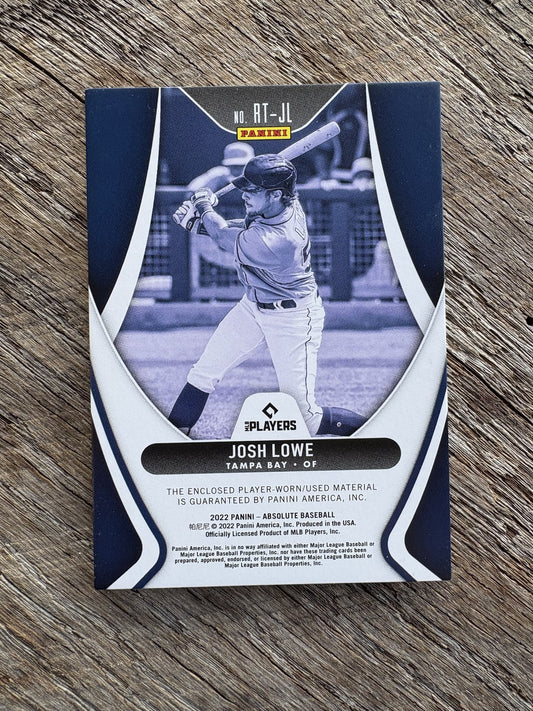 NO. RT-JL
PANINI
MLB PLAYERS
JOSH LOWE
TAMPA BAY • OF
THE ENCLOSED PLAYER-WORN/USED MATERIAL
IS GUARANTEED BY PANINI AMERICA, INC.
2022 PANINI – ABSOLUTE BASEBALL
帕尼尼 © 2022 Panini America, Inc. Produced in the USA.
Officially Licensed Product of MLB Players, Inc.
Panini America, Inc. is in no way affiliated with either Major League Baseball or
Major League Baseball Properties, Inc. nor have these trading cards been
prepared, approved, endorsed, or licensed by either Major League Baseball or
Major League Baseball Properties, Inc.